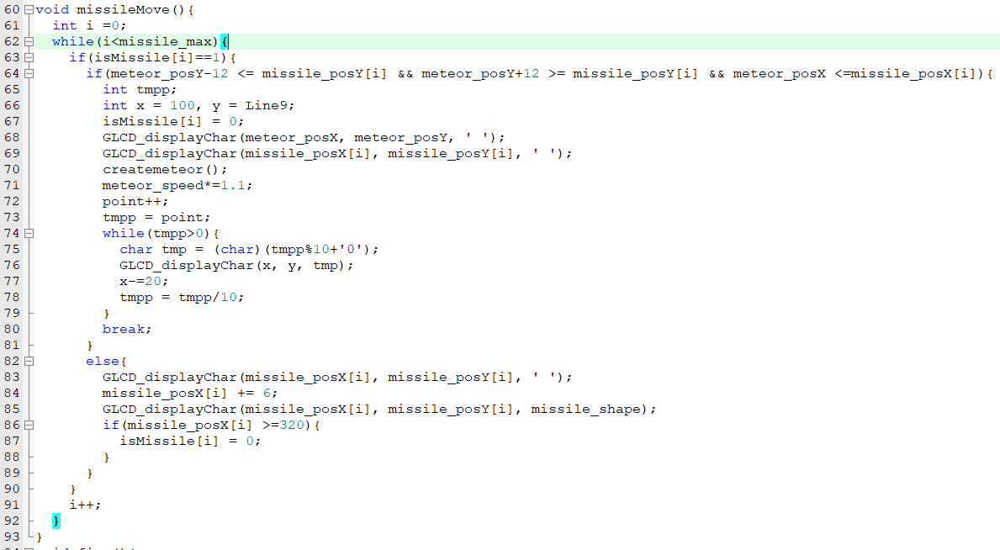 60 void missileMove(){
61 int i =0;
62 while(i<missile_max){
63 if(isMissile[i]==1){
64 if(meteor_posY-12 <= missile_posY[i] && meteor_posY+12 >= missile_posY[i] && meteor_posX <=missile_posX[i]){
65 int tmpp;
66 int x = 100, y = Line9;
67 isMissile[i] = 0;
68 GLCD_displayChar(meteor_posX, meteor_posY, ' ');
69 GLCD_displayChar(missile_posX[i], missile_posY[i], ' ');
70 createmeteor();
71 meteor_speed*=1.1;
72 point++;
73 tmpp = point;
74 while(tmpp>0){
75 char tmp = (char)(tmpp%10+'0');
76 GLCD_displayChar(x, y, tmp);
77 x-=20;
78 tmpp = tmpp/10;
79 }
80 break;
81 }
82 else{
83 GLCD_displayChar(missile_posX[i], missile_posY[i], ' ');
84 missile_posX[i] += 6;
85 GLCD_displayChar(missile_posX[i], missile_posY[i], missile_shape);
86 if(missile_posX[i] >=320){
87 isMissile[i] = 0;
88 }
89 }
90 }
91 i++;
92 }
93 }